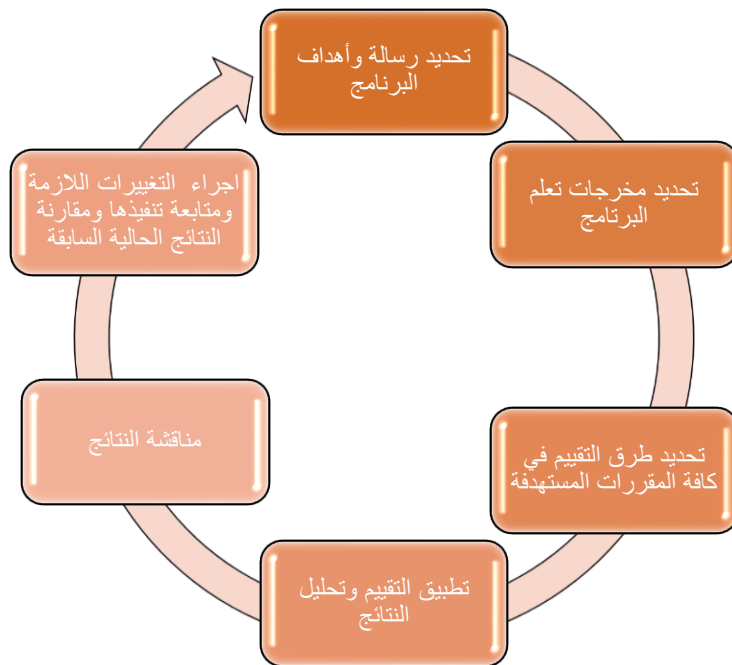 تحديد رسالة وأهداف
البرنامج
تحديد مخرجات تعلم
البرتامج
تحديد طرق التقييم في
كافة المقررات المستهدفة
تطبيق التقييم وتحليل
النتائج
مناقشة النتائج
اجراء التغييرات اللازمة
ومتابعة تنفيذها ومقارنة
النتائج الحالية السابقة